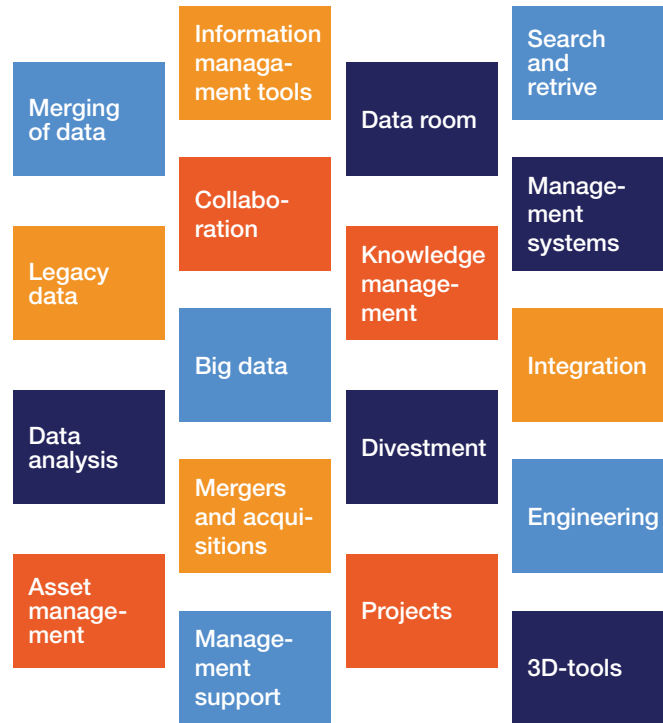 Merging
of data
Legacy
data
Data
analysis
Asset
manage-
ment
Information
managa-
ment tools
Collabo-
ration
Big data
Mergers
and acqui-
sitions
Manage-
ment
support
Data room
Knowledge
manage-
ment
Divestment
Projects
Search
and
retrive
Manage-
ment
systems
Integration
Engineering
3D-tools